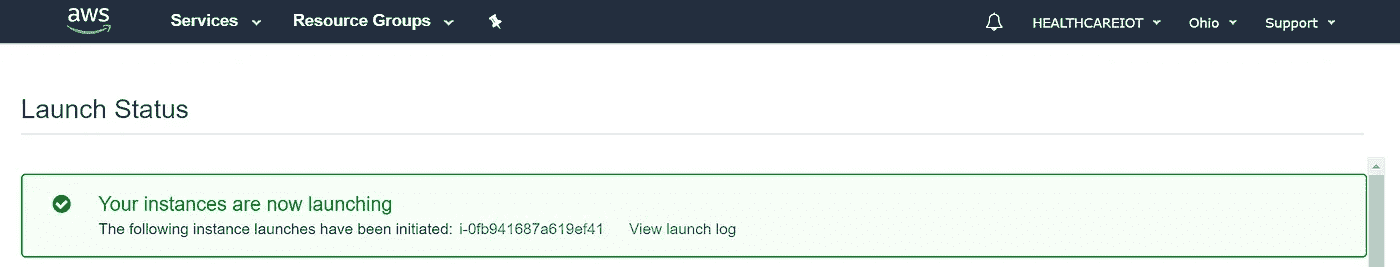 aws Services Resource Groups HEALTHCAREIOT Ohio Support
Launch Status
Your instances are now launching
The following instance launches have been initiated: i-0fb941687a619ef41 View launch log